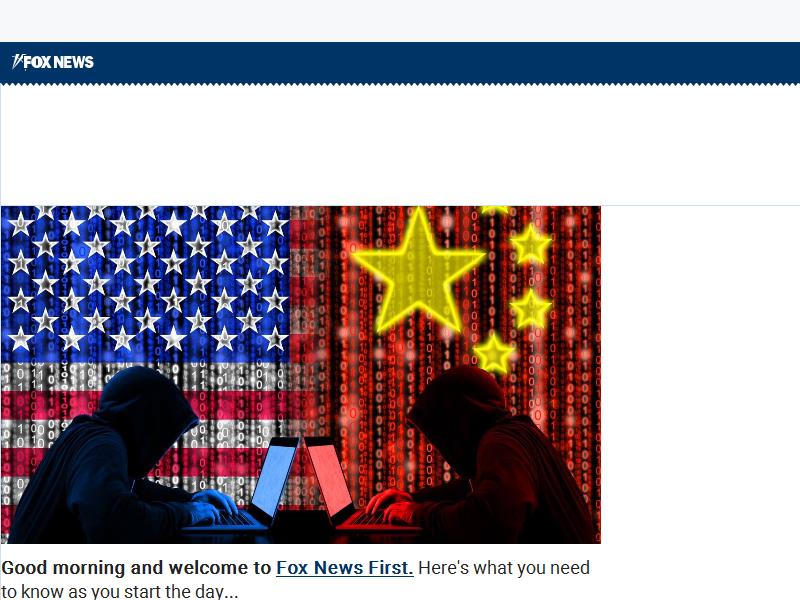 FOX NEWS
Good morning and welcome to Fox News First. Here's what you need
to know as you start the day...